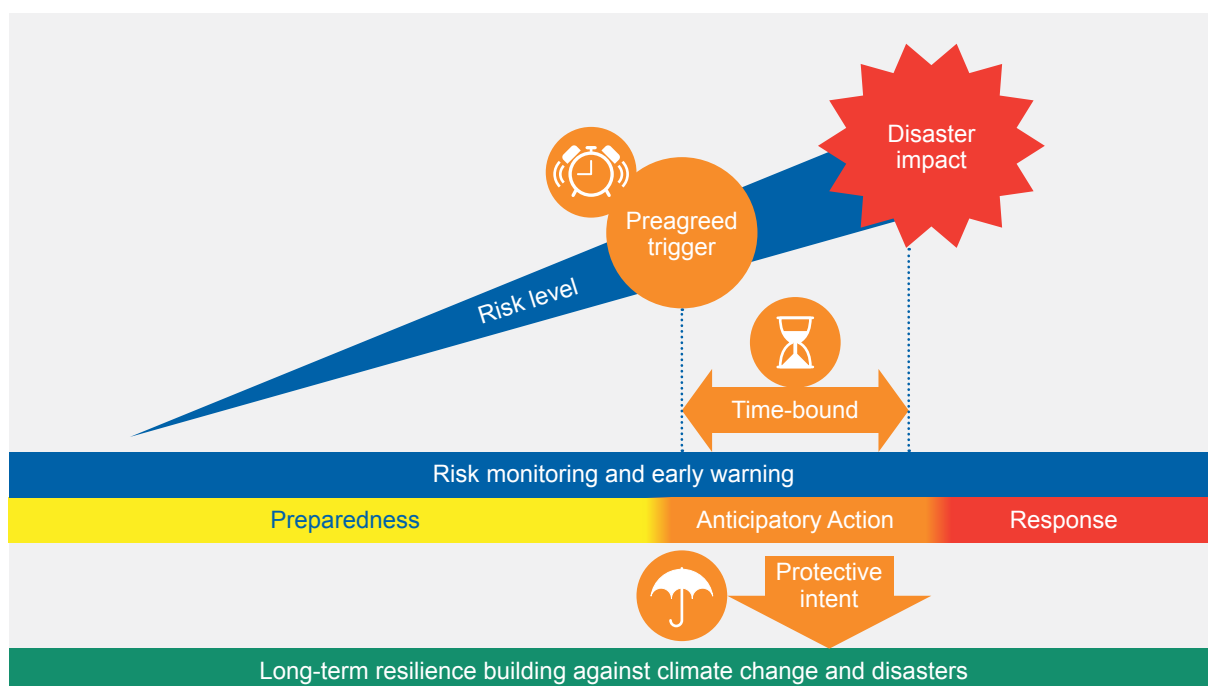 Disaster
impact
Preagreed
trigger
Risk level
Time-bound
Risk monitoring and early warning
Preparedness
Anticipatory Action
Response
Protective
intent
Long-term resilience building against climate change and disasters